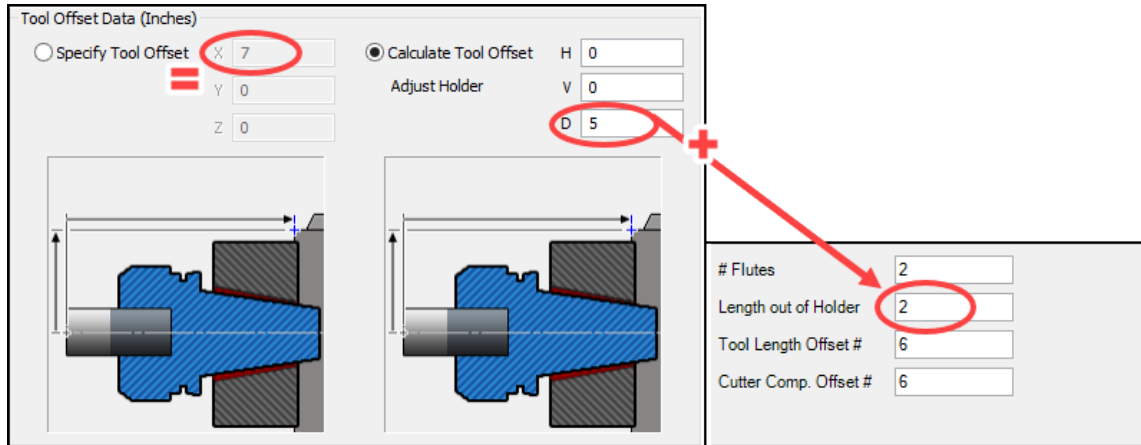 Tool Offset Data (Inches)
Specify Tool Offset X 7 Calculate Tool Offset H 0
= Y 0 Adjust Holder V 0
Z 0 D 5
+
# Flutes 2
Length out of Holder 2
Tool Length Offset # 6
Cutter Comp. Offset # 6